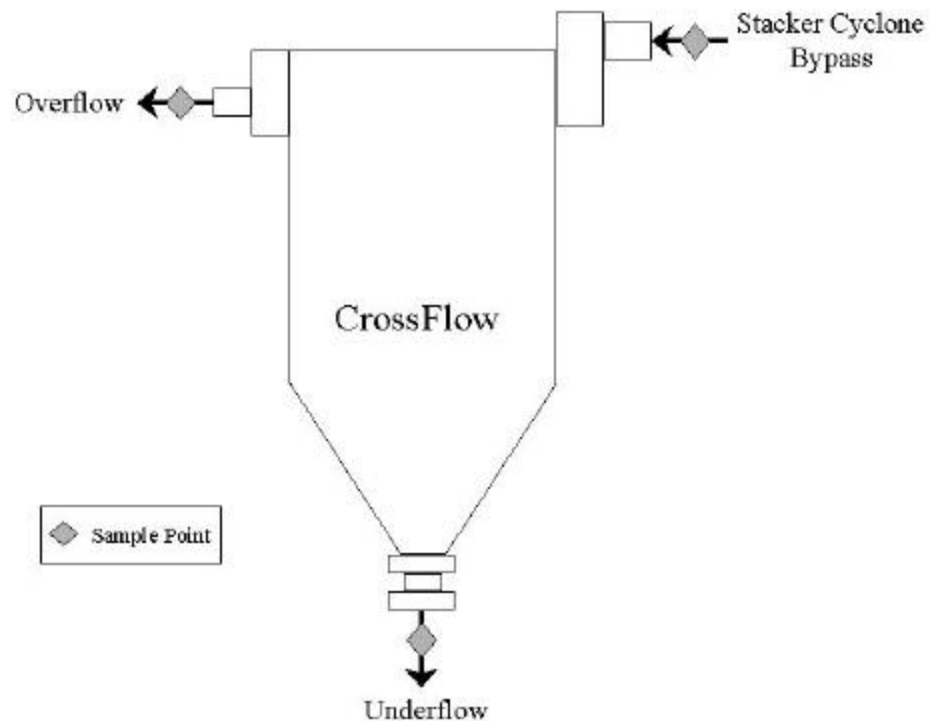 Stacker Cyclone
Bypass
Overflow
CrossFlow
Sample Point
Underflow